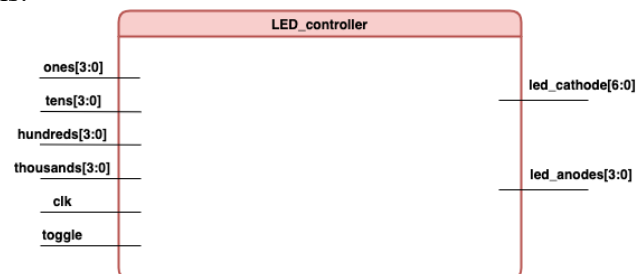 LED_controller
ones[3:0]
tens[3:0]
hundreds[3:0]
thousands[3:0]
clk
toggle
led_cathode[6:0]
led_anodes[3:0]